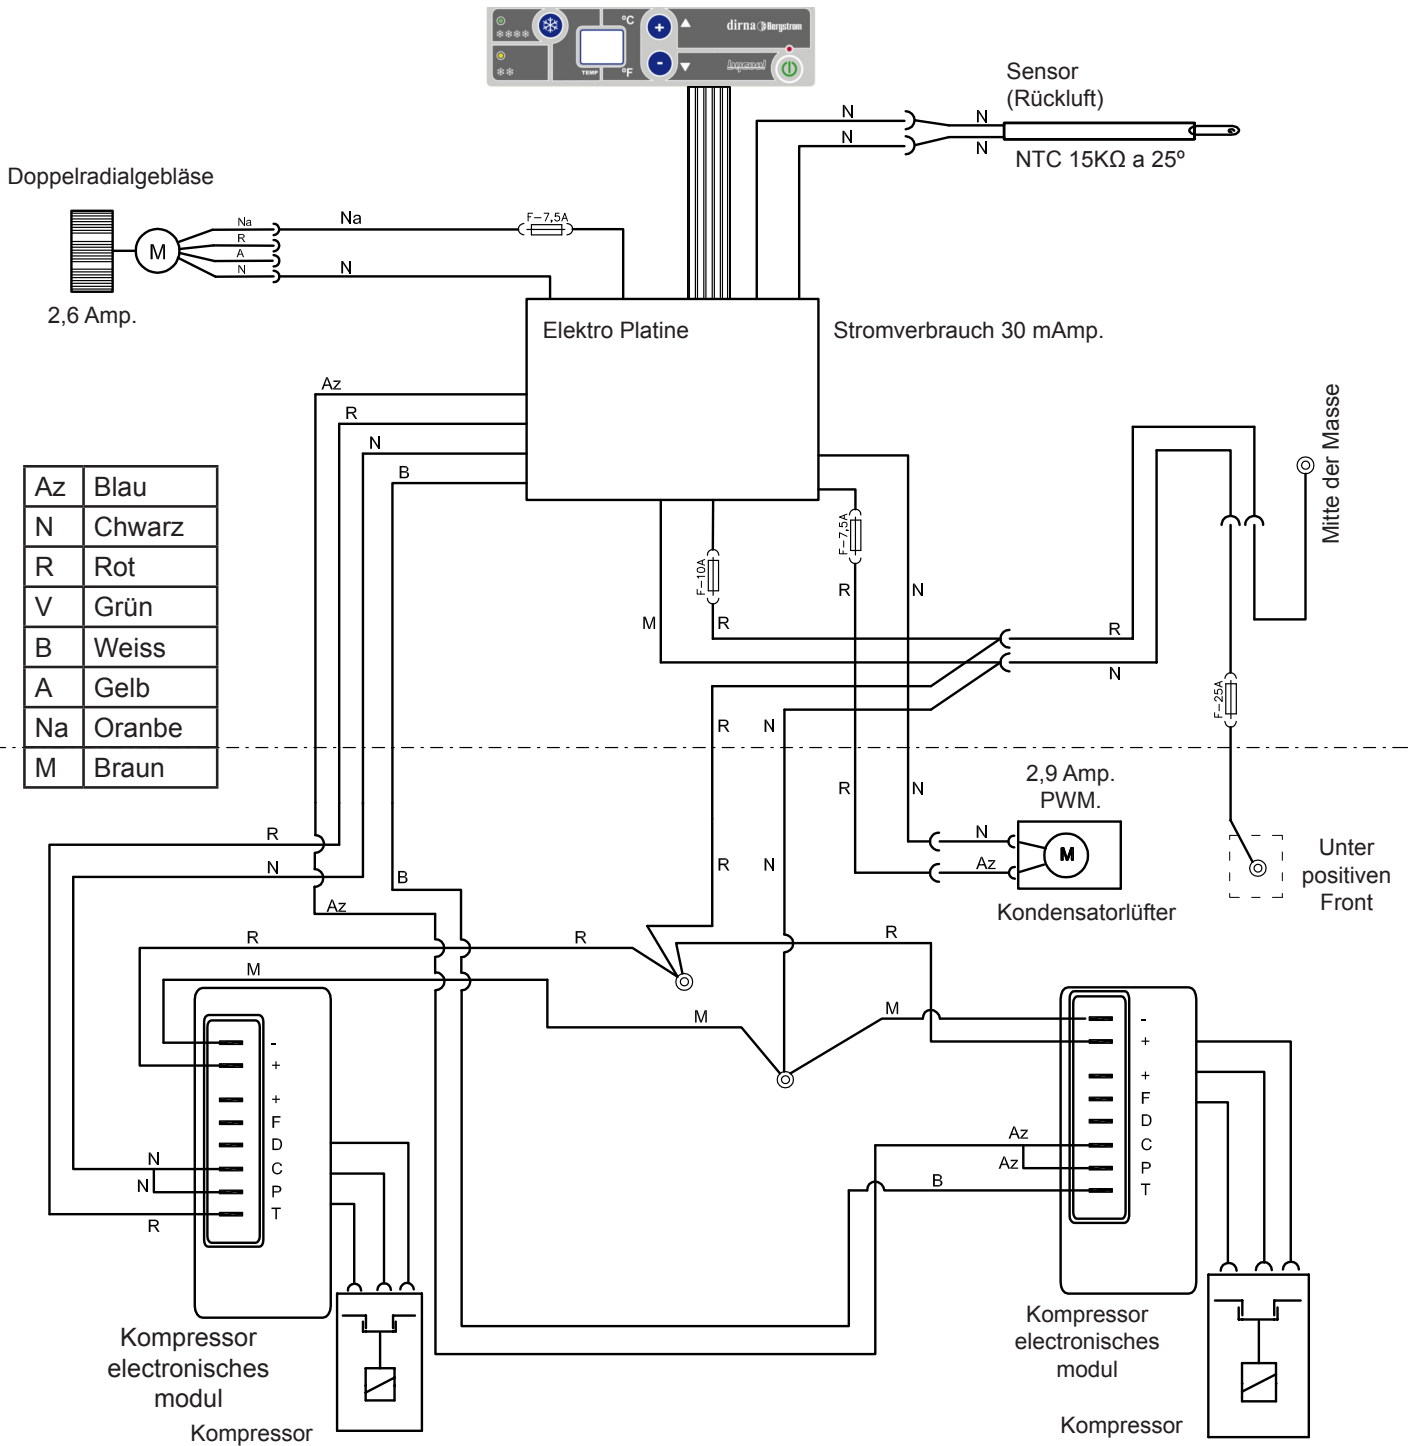 °C
dirna Bergstrom
+
-
TEMP
°F
bycool
Sensor
(Rückluft)
N
N
N
N
NTC 15KΩ a 25º
Doppelradialgebläse
Na
R
A
N
Na
N
F-7,5A
M
2,6 Amp.
Elektro Platine
Stromverbrauch 30 mAmp.
Az
R
N
B
Mitte der Masse
Az Blau
N Chwarz
R Rot
V Grün
B Weiss
A Gelb
Na Oranbe
M Braun
F-7,5A
F-10A
R
N
M
R
R
N
F-25A
R
N
R
N
2,9 Amp.
PWM.
N
Az
M
Kondensatorlüfter
Unter
positiven
Front
R
N
B
Az
R
N
R
R
R
M
M
M
-
+
+
F
D
C
P
T
N
N
R
-
+
+
F
D
C
P
T
Az
Az
B
Kompressor
electronisches
modul
Kompressor
Kompressor
electronisches
modul
Kompressor